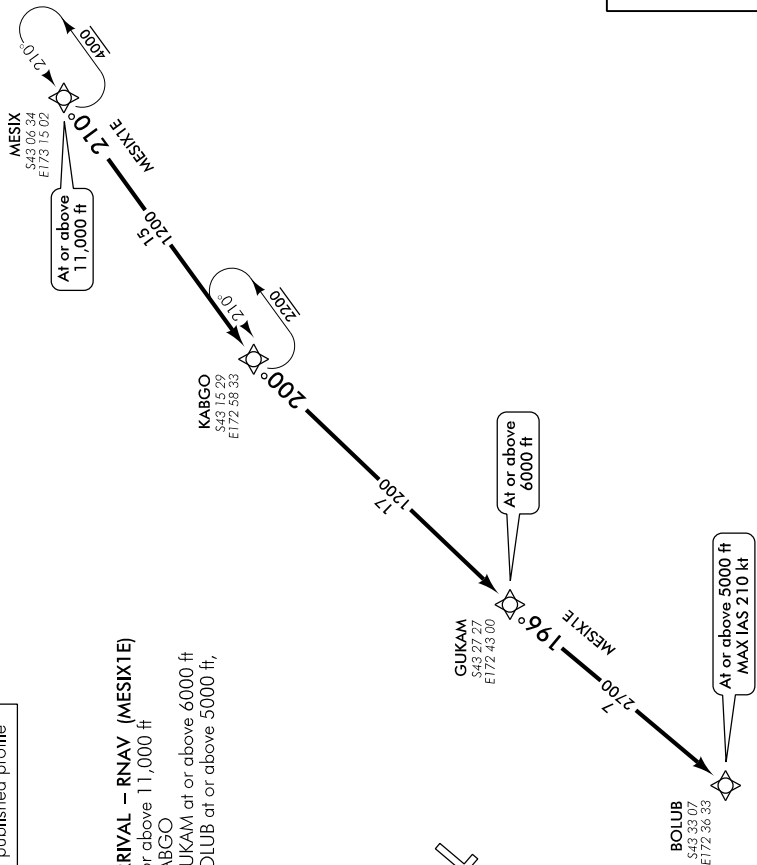 published profile
RIVAL – RNAV (MESIX1E)
or above 11,000 ft
ABGO
UKAM at or above 6000 ft
OLUB at or above 5000 ft,
MESIX
S43 06 34
E173 15 02
210°
4000
At or above
11,000 ft
210°
MESIX1E
15
1200
KABGO
S43 15 29
E172 58 33
210°
2200
200°
17
1200
GUKAM
S43 27 27
E172 43 00
At or above
6000 ft
196°
MESIX1E
7
2700
BOLUB
S43 33 07
E172 36 33
At or above 5000 ft
MAX IAS 210 kt